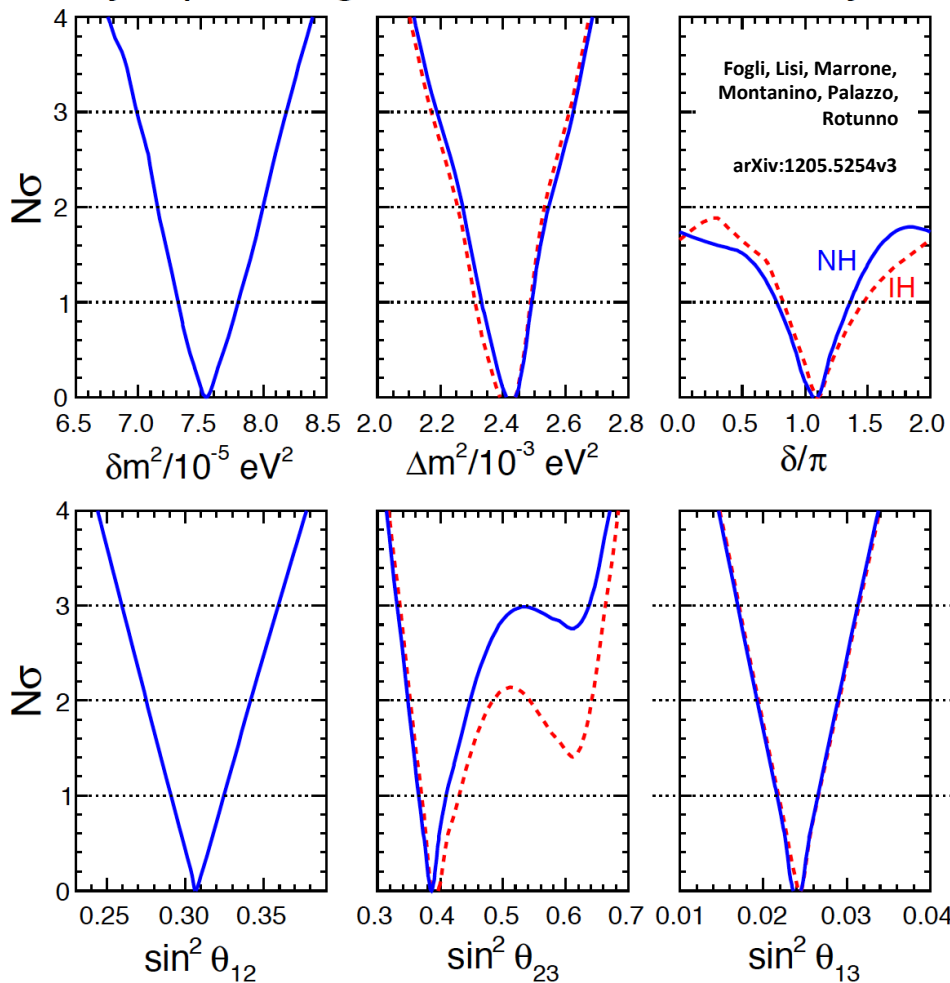 4
3
2
1
0
Nσ
6.5 7.0 7.5 8.0 8.5
δm²/10⁻⁵ eV²
2.0 2.2 2.4 2.6 2.8
Δm²/10⁻³ eV²
Fogli, Lisi, Marrone,
Montanino, Palazzo,
Rotunno
arXiv:1205.5254v3
NH
IH
0.0 0.5 1.0 1.5 2.0
δ/π
4
3
2
1
0
Nσ
0.25 0.30 0.35
sin² θ₁₂
0.3 0.4 0.5 0.6 0.7
sin² θ₂₃
0.01 0.02 0.03 0.04
sin² θ₁₃